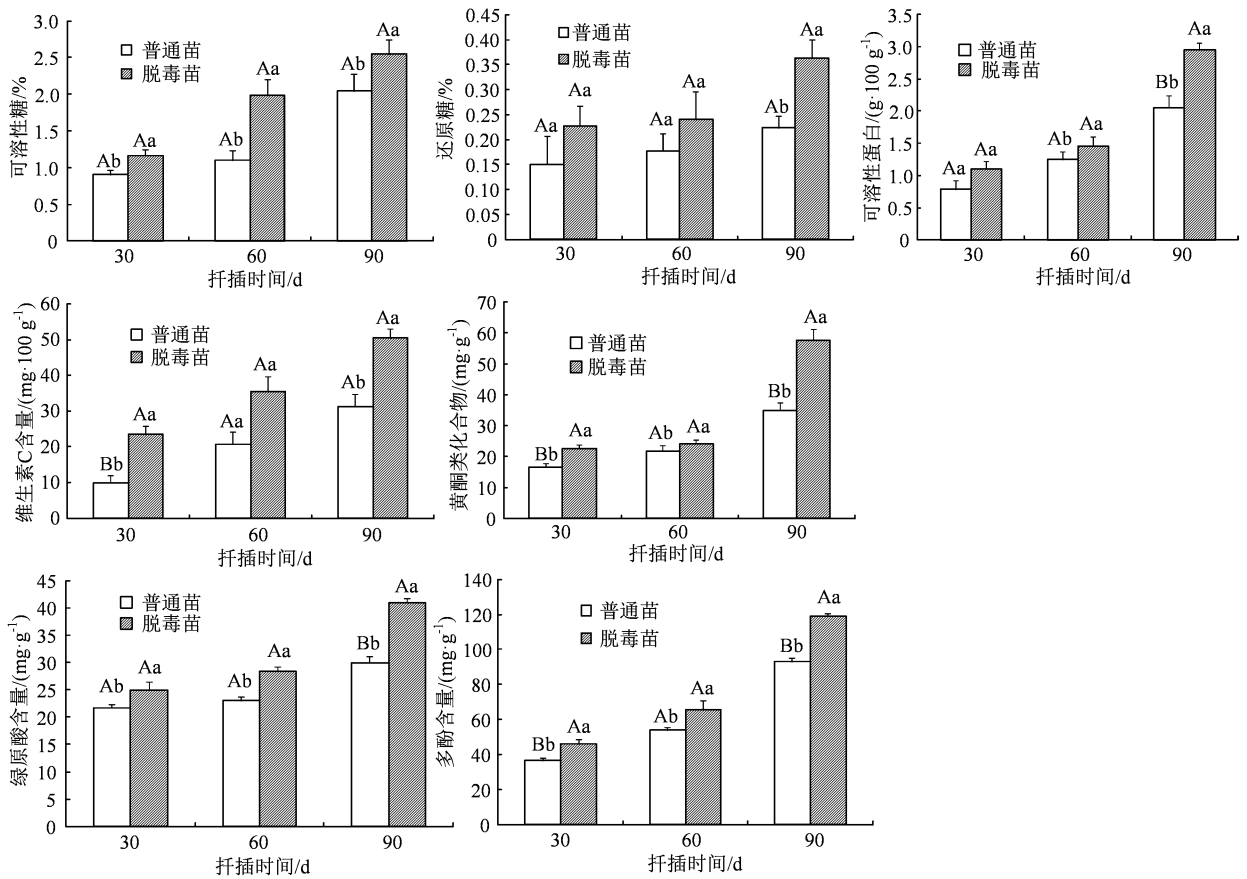 可溶性糖/%
3.0
2.5
2.0
1.5
1.0
0.5
0
普通苗
脱毒苗
Ab
Aa
Ab
Aa
Ab
Aa
30
60
90
扦插时间/d
还原糖/%
0.45
0.40
0.35
0.30
0.25
0.20
0.15
0.10
0.05
0
普通苗
脱毒苗
Aa
Aa
Aa
Aa
Ab
Aa
30
60
90
扦插时间/d
可溶性蛋白/(g·100 g⁻¹)
3.5
3.0
2.5
2.0
1.5
1.0
0.5
0
普通苗
脱毒苗
Aa
Aa
Ab
Aa
Bb
Aa
30
60
90
扦插时间/d
维生素C含量/(mg·100 g⁻¹)
60
50
40
30
20
10
0
普通苗
脱毒苗
Bb
Aa
Aa
Aa
Ab
Aa
30
60
90
扦插时间/d
黄酮类化合物/(mg·g⁻¹)
70
60
50
40
30
20
10
0
普通苗
脱毒苗
Bb
Aa
Ab
Aa
Bb
Aa
30
60
90
扦插时间/d
绿原酸含量/(mg·g⁻¹)
45
40
35
30
25
20
15
10
5
0
普通苗
脱毒苗
Ab
Aa
Ab
Aa
Bb
Aa
30
60
90
扦插时间/d
多酚含量/(mg·g⁻¹)
140
120
100
80
60
40
20
0
普通苗
脱毒苗
Bb
Aa
Ab
Aa
Bb
Aa
30
60
90
扦插时间/d